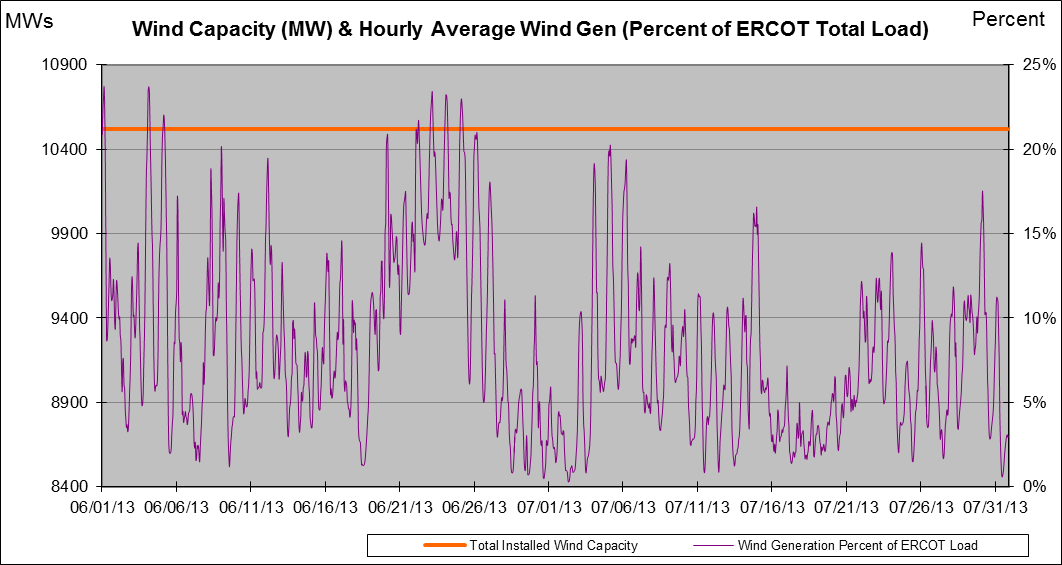 MWs
Wind Capacity (MW) & Hourly Average Wind Gen (Percent of ERCOT Total Load)
Percent
10900
10400
9900
9400
8900
8400
25%
20%
15%
10%
5%
0%
06/01/13 06/06/13 06/11/13 06/16/13 06/21/13 06/26/13 07/01/13 07/06/13 07/11/13 07/16/13 07/21/13 07/26/13 07/31/13
Total Installed Wind Capacity Wind Generation Percent of ERCOT Load